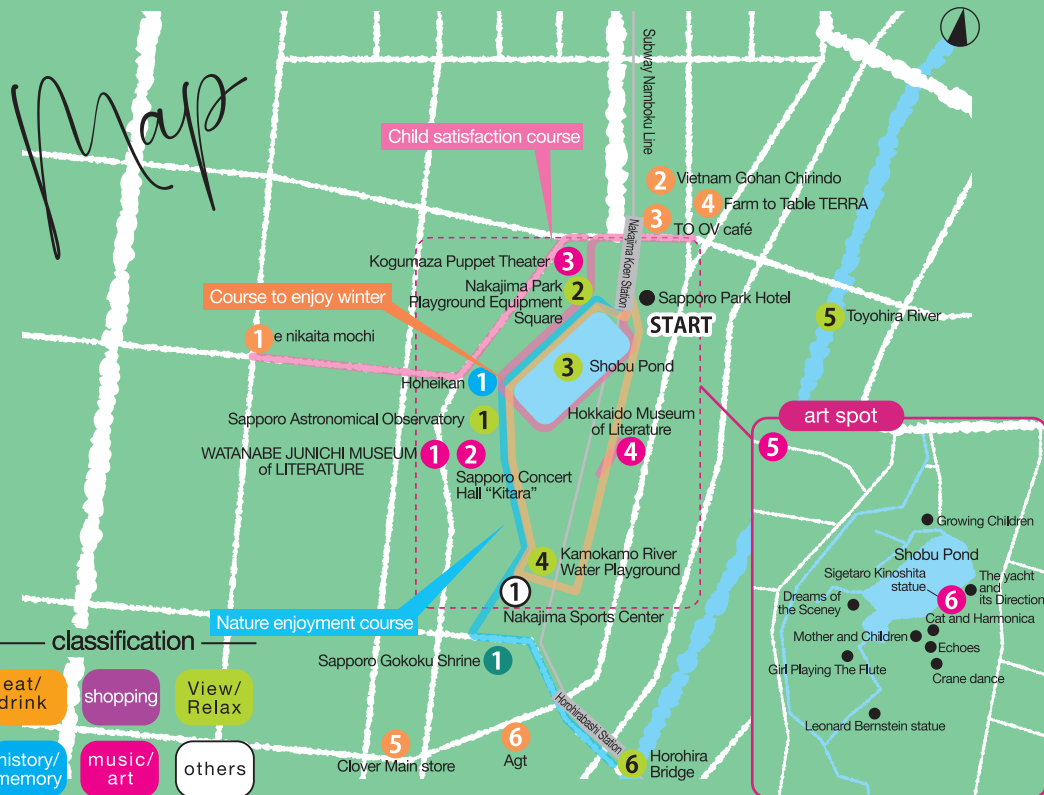 Map
Subway Namboku Line
Child satisfaction course
2 Vietnam Gohan Chirindo
4 Farm to Table TERRA
3 TO OV café
Nakajima Koen Station
Kogumaza Puppet Theater 3
Nakajima Park
Playground Equipment
Square
2
Sapporo Park Hotel
START
Course to enjoy winter
1 e nikaita mochi
5 Toyohira River
3 Shobu Pond
Hoheikan 1
Sapporo Astronomical Observatory 1
Hokkaido Museum
of Literature
4
WATANABE JUNICHI MUSEUM
of LITERATURE
1
2
Sapporo Concert
Hall “Kitara”
4 Kamokamo River
Water Playground
1
Nakajima Sports Center
Nature enjoyment course
Sapporo Gokoku Shrine 1
Horohirabashi Station
5
Clover Main store
6
Agt
6 Horohira
Bridge
classification
eat/
drink
shopping
View/
Relax
history/
memory
music/
art
others
art spot
5
Growing Children
Shobu Pond
Sigetaro Kinoshita
statue
6
The yacht
and
its Direction
Dreams of
the Sceney
Cat and Harmonica
Mother and Children
Echoes
Girl Playing The Flute
Crane dance
Leonard Bernstein statue